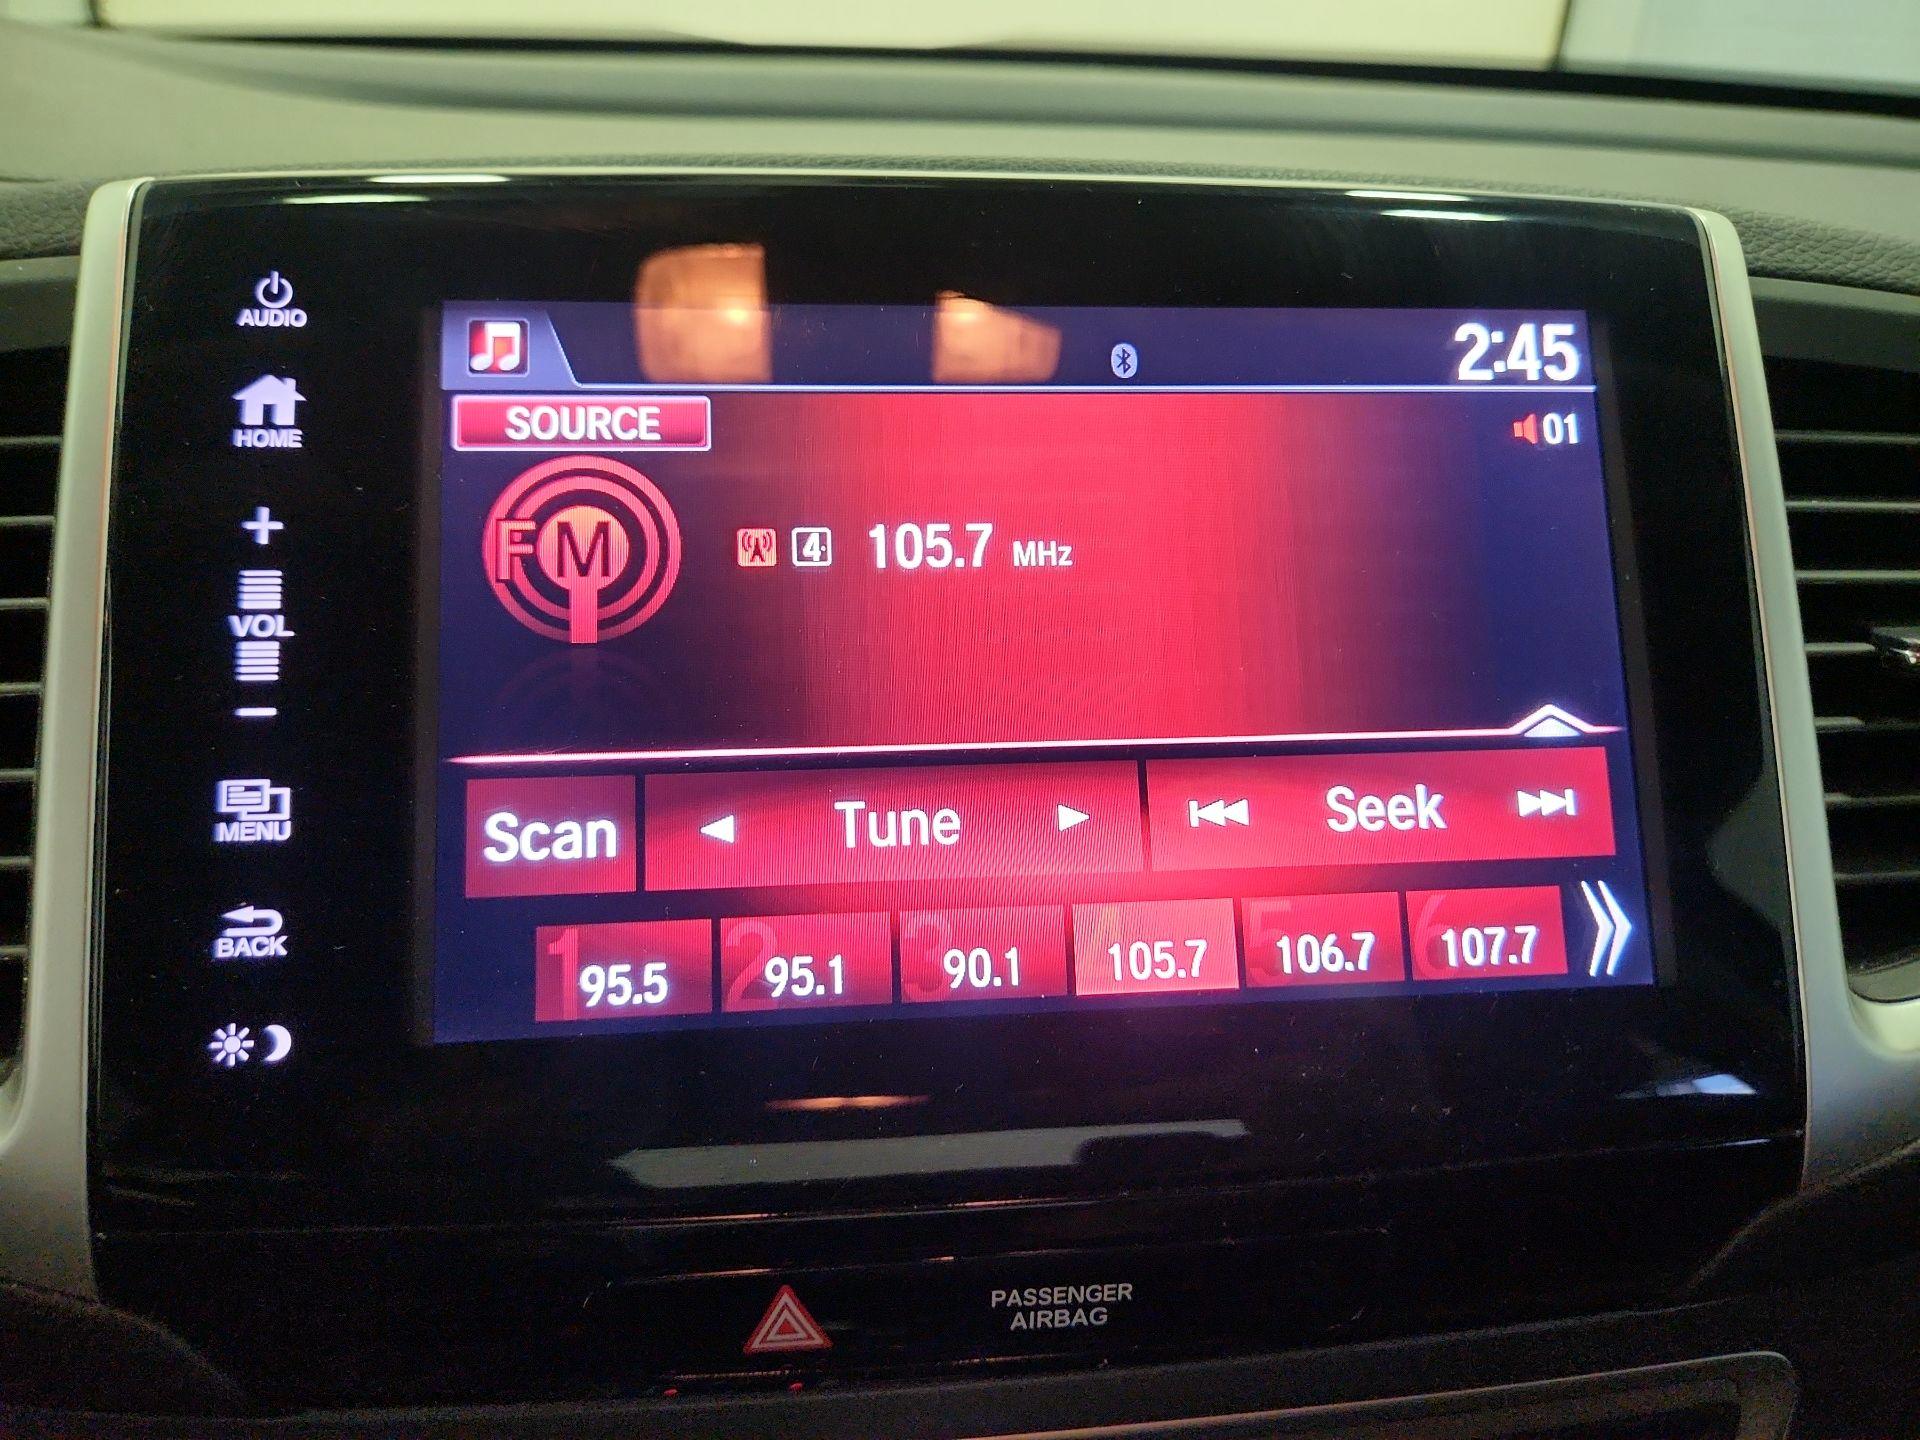 AUDIO
HOME
+
VOL
−
MENU
BACK
2:45
SOURCE
01
FM
4 105.7 MHz
Scan
Tune
Seek
1 95.5
2 95.1
3 90.1
105.7
5 106.7
6 107.7
PASSENGER
AIRBAG